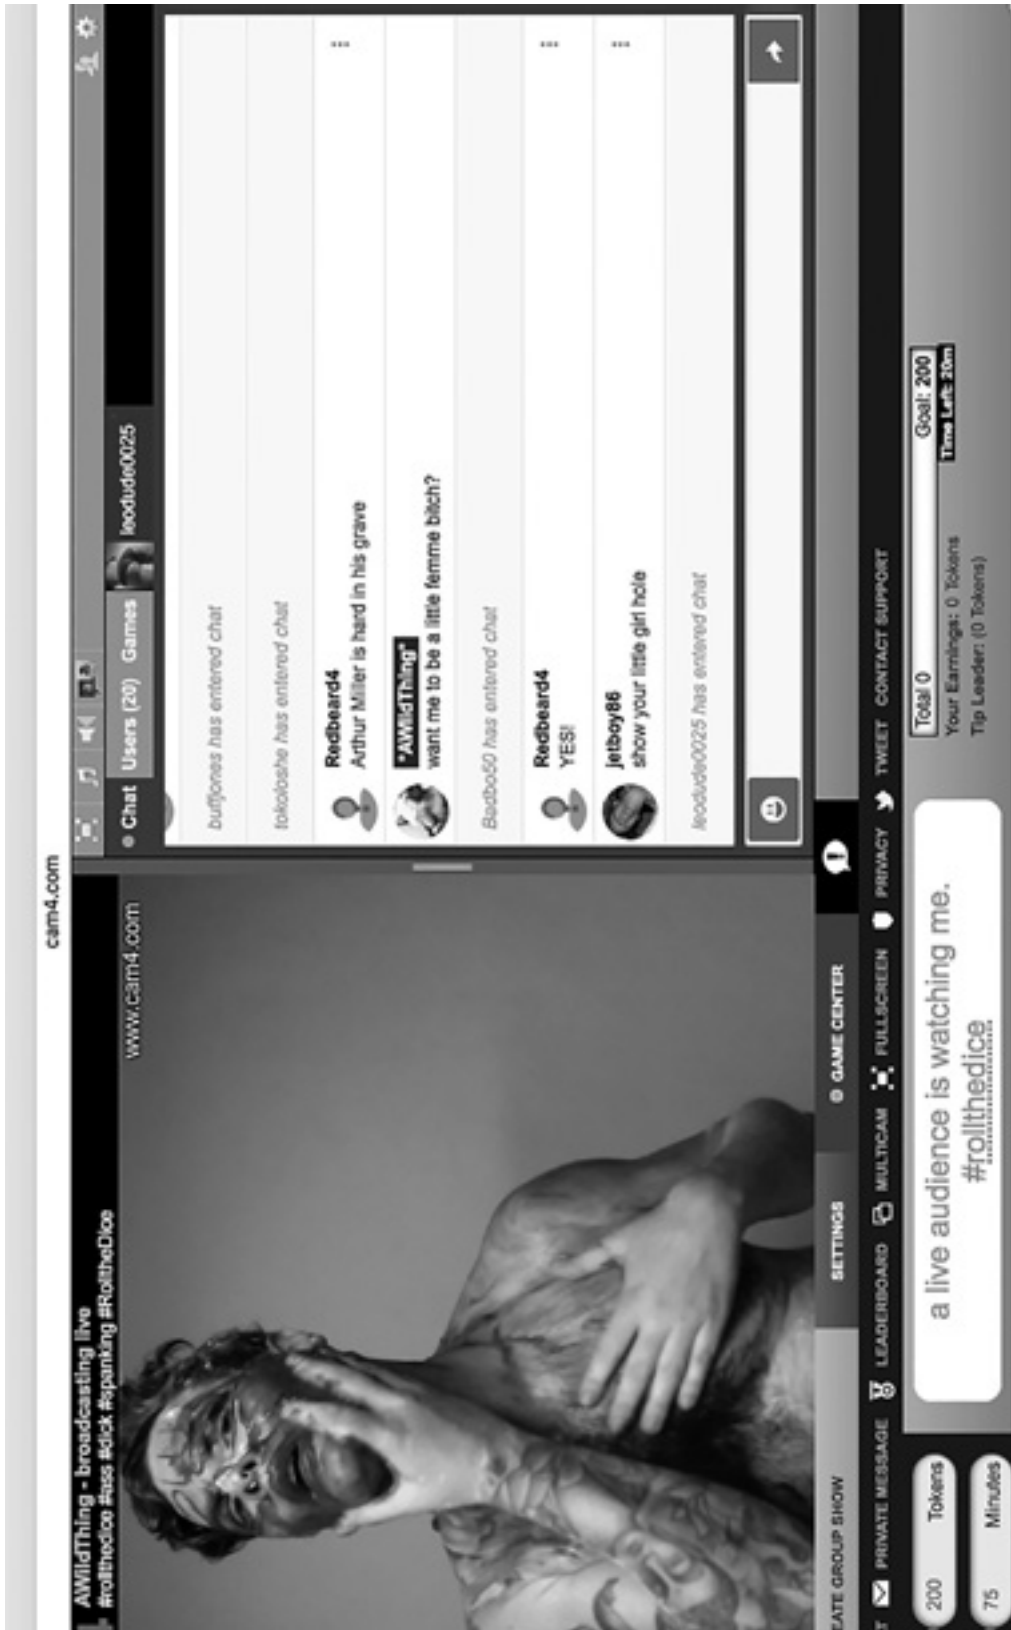 cam4.com
AWildThing - broadcasting live
#rollthedice #ass #dick #spanking #RolltheDice
www.cam4.com
Chat Users (20) Games leodude0025
buffjones has entered chat
tokoloshe has entered chat
Redbeard4
Arthur Miller is hard in his grave
*AWildThing*
want me to be a little femme bitch?
Badbo50 has entered chat
Redbeard4
YES!
jetboy86
show your little girl hole
leodude0025 has entered chat
EATE GROUP SHOW SETTINGS GAME CENTER
T PRIVATE MESSAGE LEADERBOARD MULTICAM FULLSCREEN PRIVACY TWEET CONTACT SUPPORT
200 Tokens
75 Minutes
a live audience is watching me.
#rollthedice
Total 0 Goal: 200
Time Left: 20m
Your Earnings: 0 Tokens
Tip Leader: (0 Tokens)